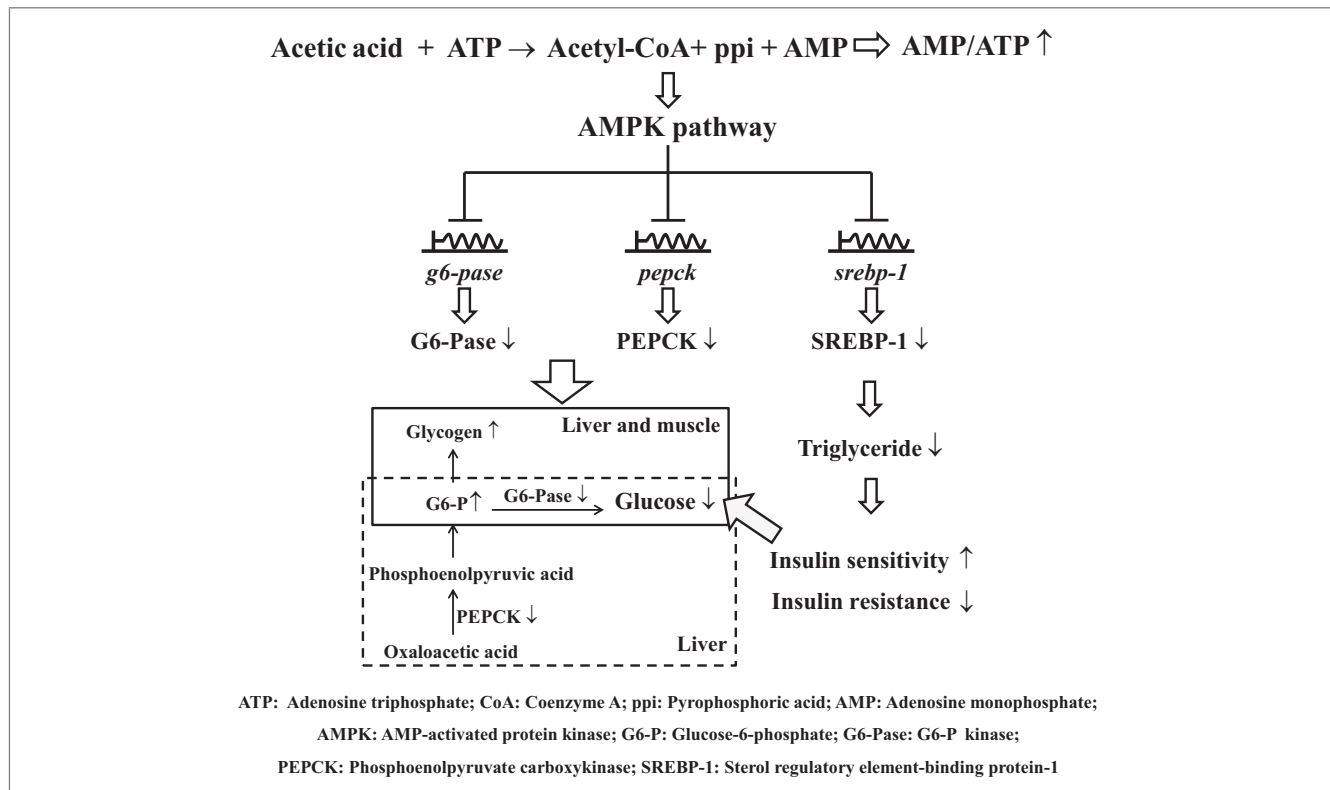 Acetic acid + ATP → Acetyl-CoA+ ppi + AMP ⇨ AMP/ATP ↑
AMPK pathway
g6-pase pepck srebp-1
G6-Pase ↓ PEPCK ↓ SREBP-1 ↓
Glycogen ↑ Liver and muscle
Triglyceride ↓
G6-P↑ G6-Pase ↓ Glucose ↓
Insulin sensitivity ↑
Phosphoenolpyruvic acid
Insulin resistance ↓
PEPCK ↓
Oxaloacetic acid Liver
ATP: Adenosine triphosphate; CoA: Coenzyme A; ppi: Pyrophosphoric acid; AMP: Adenosine monophosphate;
AMPK: AMP-activated protein kinase; G6-P: Glucose-6-phosphate; G6-Pase: G6-P kinase;
PEPCK: Phosphoenolpyruvate carboxykinase; SREBP-1: Sterol regulatory element-binding protein-1